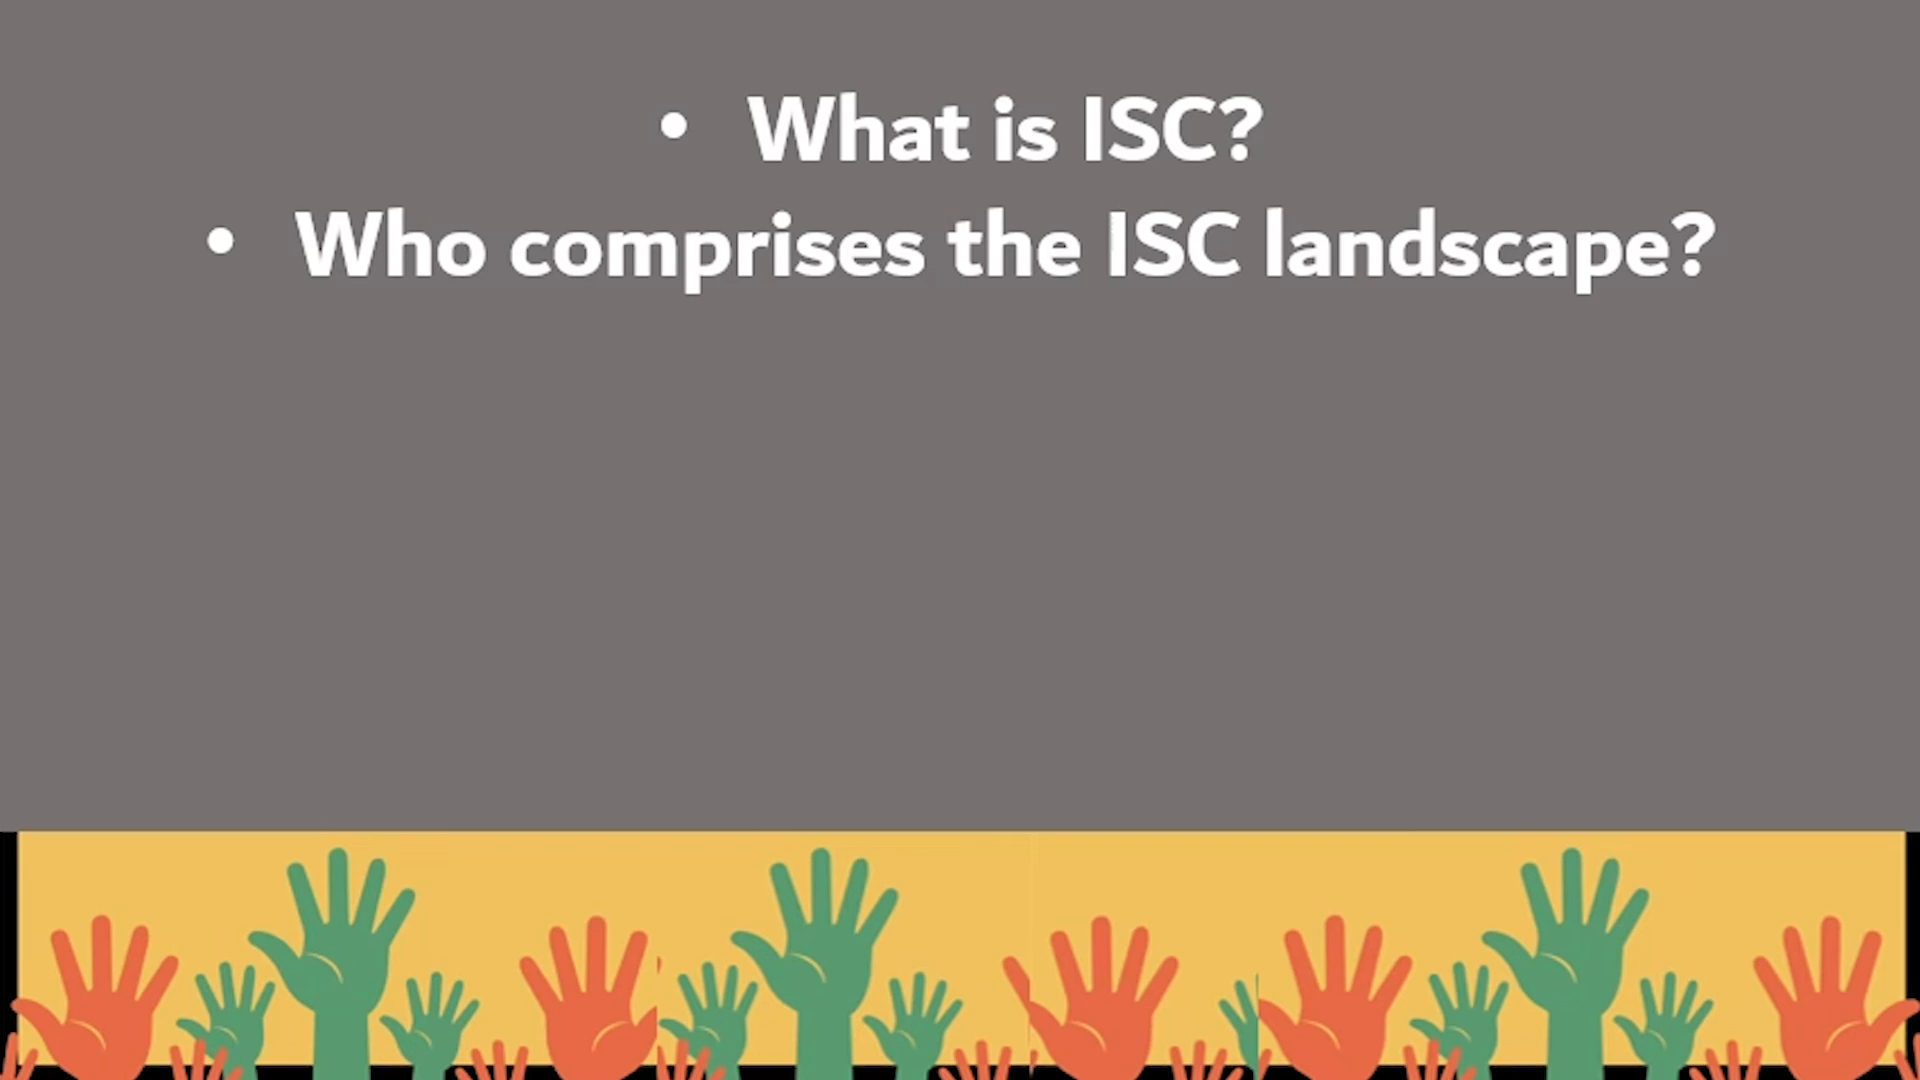 • What is ISC?
• Who comprises the ISC landscape?